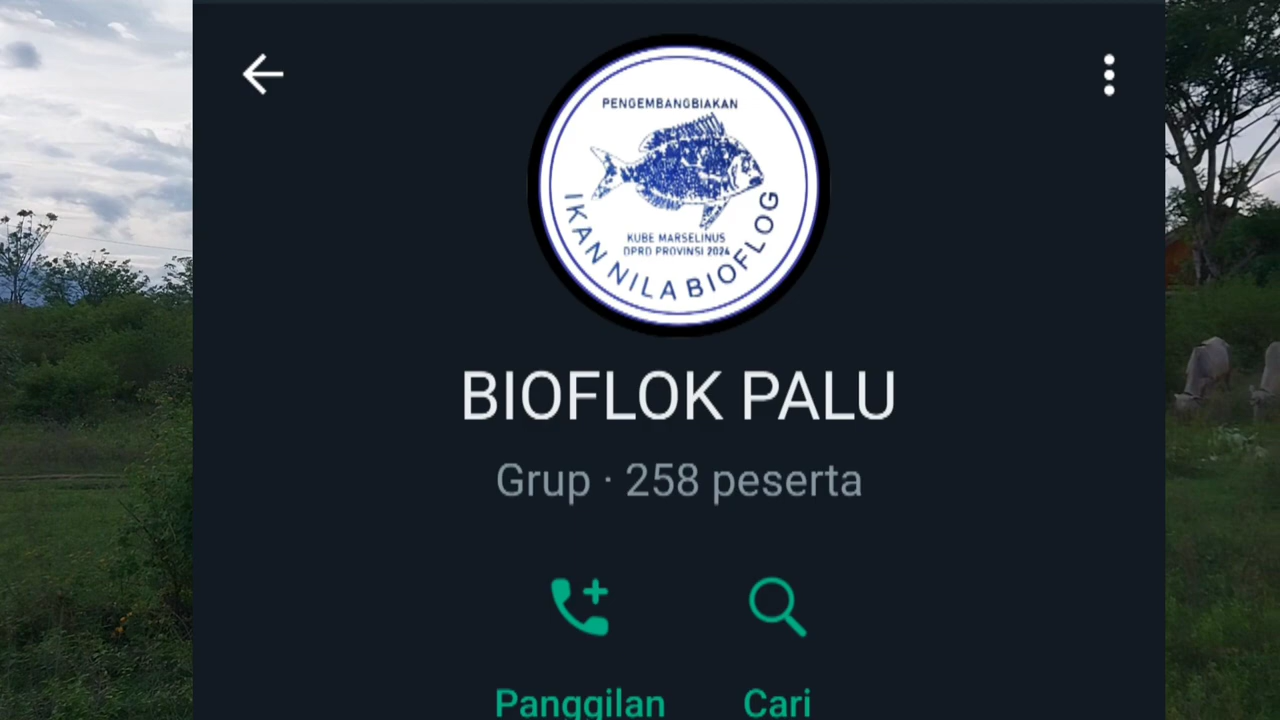 PENGEMBANGBIAKAN
KUBE MARSELINUS
DPRD PROVINSI 2024
IKAN NILA BIOFLOG
BIOFLOK PALU
Grup · 258 peserta
Panggilan
Cari